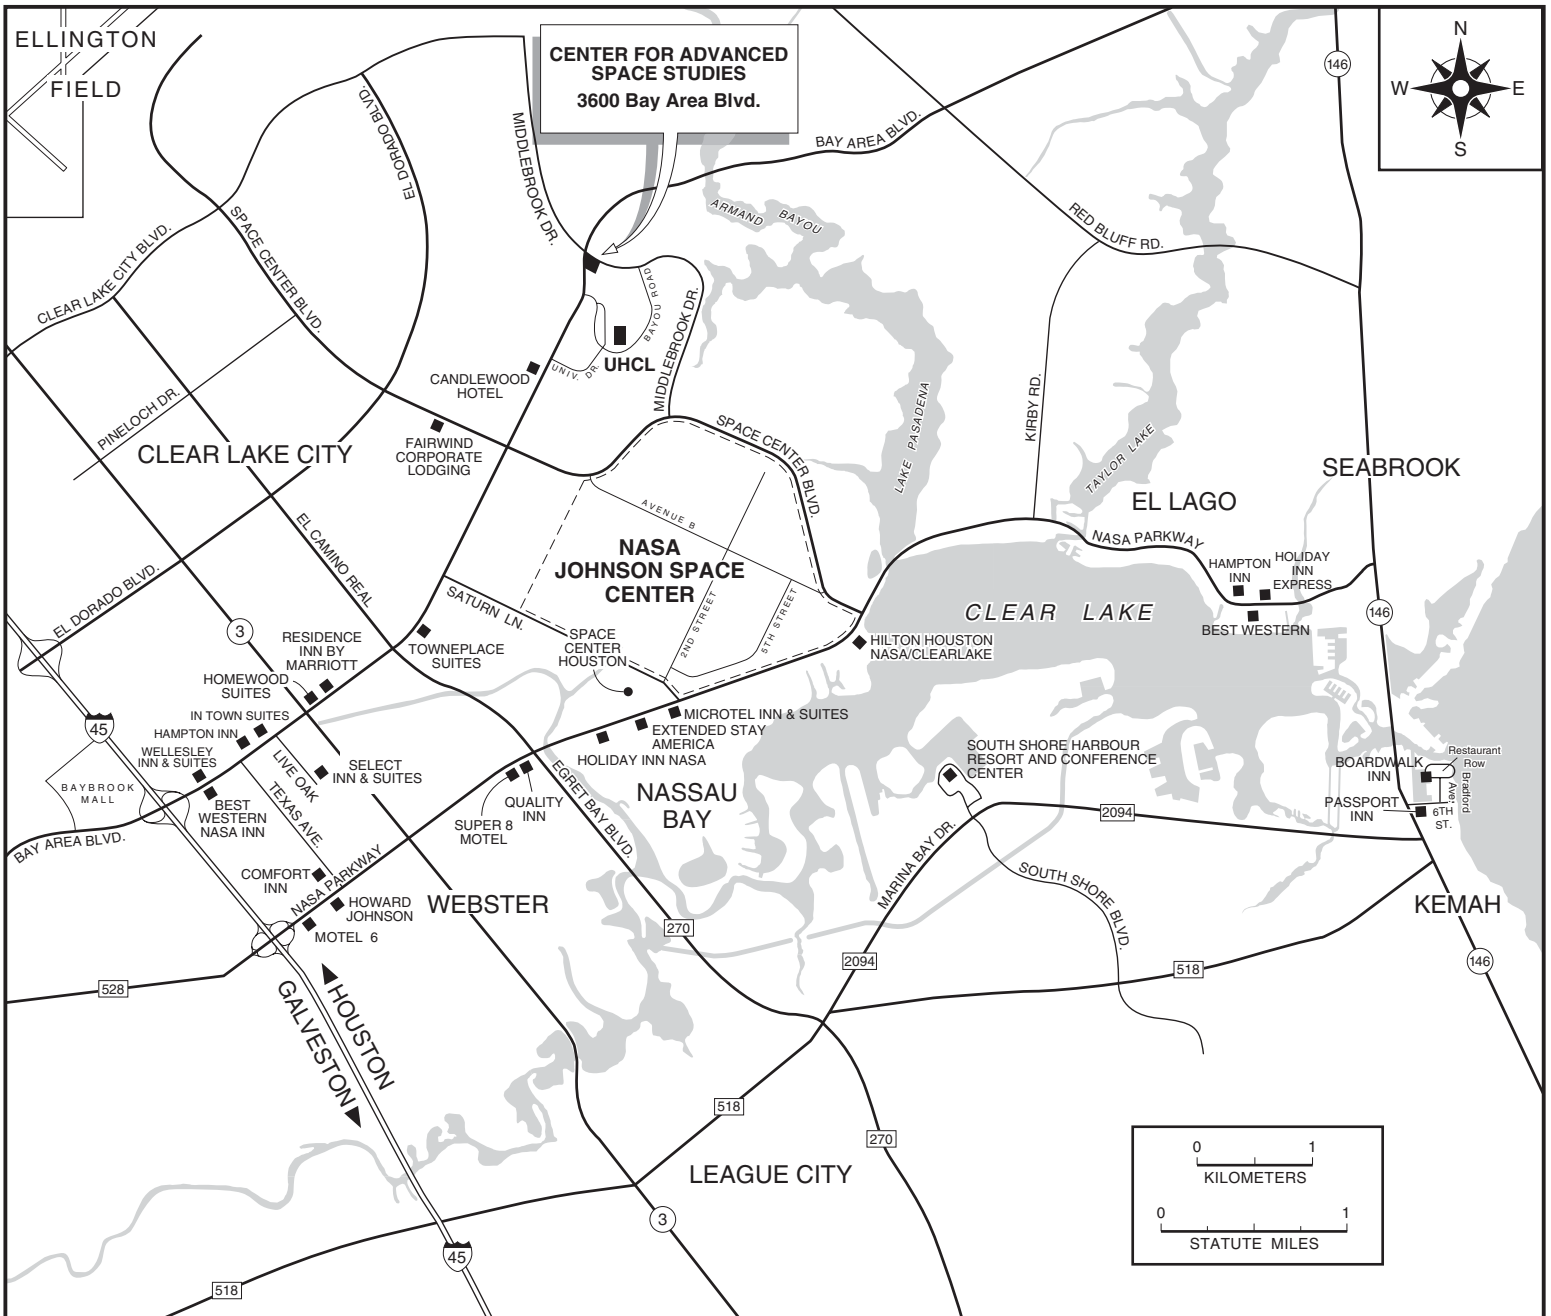 ELLINGTON
FIELD
CENTER FOR ADVANCED
SPACE STUDIES
3600 Bay Area Blvd.
146
N
W
E
S
EL DORADO BLVD.
MIDDLEBROOK DR.
BAY AREA BLVD.
ARMAND BAYOU
RED BLUFF RD.
SPACE CENTER BLVD.
CLEAR LAKE CITY BLVD.
BAYOU ROAD
MIDDLEBROOK DR.
UHCL
UNIV. DR.
CANDLEWOOD
HOTEL
PINELOCH DR.
KIRBY RD.
LAKE PASADENA
TAYLOR LAKE
SPACE CENTER BLVD.
FAIRWIND
CORPORATE
LODGING
CLEAR LAKE CITY
SEABROOK
EL LAGO
AVENUE B
EL CAMINO REAL
NASA
JOHNSON SPACE
CENTER
NASA PARKWAY
HAMPTON
INN
HOLIDAY
INN
EXPRESS
BEST WESTERN
CLEAR LAKE
146
EL DORADO BLVD.
3
SATURN LN.
2ND STREET
5TH STREET
SPACE
CENTER
HOUSTON
HILTON HOUSTON
NASA/CLEARLAKE
TOWNEPLACE
SUITES
RESIDENCE
INN BY
MARRIOTT
HOMEWOOD
SUITES
IN TOWN SUITES
HAMPTON INN
WELLESLEY
INN & SUITES
45
MICROTEL INN & SUITES
EXTENDED STAY
AMERICA
HOLIDAY INN NASA
LIVE OAK
SELECT
INN & SUITES
BAYBROOK
MALL
BEST
WESTERN
NASA INN
TEXAS AVE.
QUALITY
INN
SUPER 8
MOTEL
EGRET BAY BLVD.
NASSAU
BAY
SOUTH SHORE HARBOUR
RESORT AND CONFERENCE
CENTER
Restaurant
Row
BOARDWALK
INN
Bradford
Ave.
PASSPORT
INN
6TH
ST.
2094
BAY AREA BLVD.
MARINA BAY DR.
SOUTH SHORE BLVD.
COMFORT
INN
NASA PARKWAY
HOWARD
JOHNSON
MOTEL 6
WEBSTER
KEMAH
270
2094
518
146
528
HOUSTON
GALVESTON
518
270
LEAGUE CITY
3
45
518
0 1
KILOMETERS
0 1
STATUTE MILES